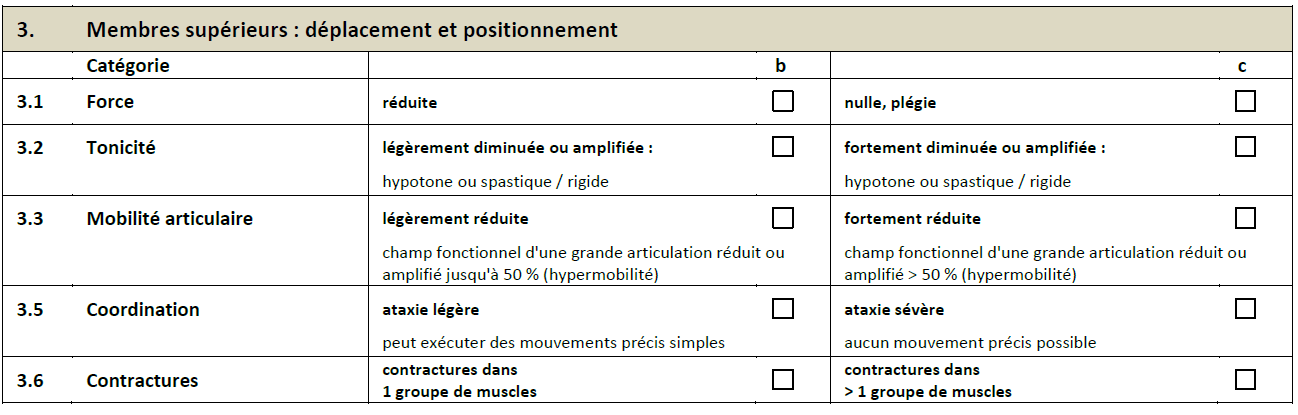 3. Membres supérieurs : déplacement et positionnement
Catégorie b c
3.1 Force réduite nulle, plégie
3.2 Tonicité légèrement diminuée ou amplifiée : fortement diminuée ou amplifiée :
hypotone ou spastique / rigide hypotone ou spastique / rigide
3.3 Mobilité articulaire légèrement réduite fortement réduite
champ fonctionnel d'une grande articulation réduit ou champ fonctionnel d'une grande articulation réduit ou
amplifié jusqu'à 50 % (hypermobilité) amplifié > 50 % (hypermobilité)
3.5 Coordination ataxie légère ataxie sévère
peut exécuter des mouvements précis simples aucun mouvement précis possible
3.6 Contractures contractures dans contractures dans
1 groupe de muscles > 1 groupe de muscles